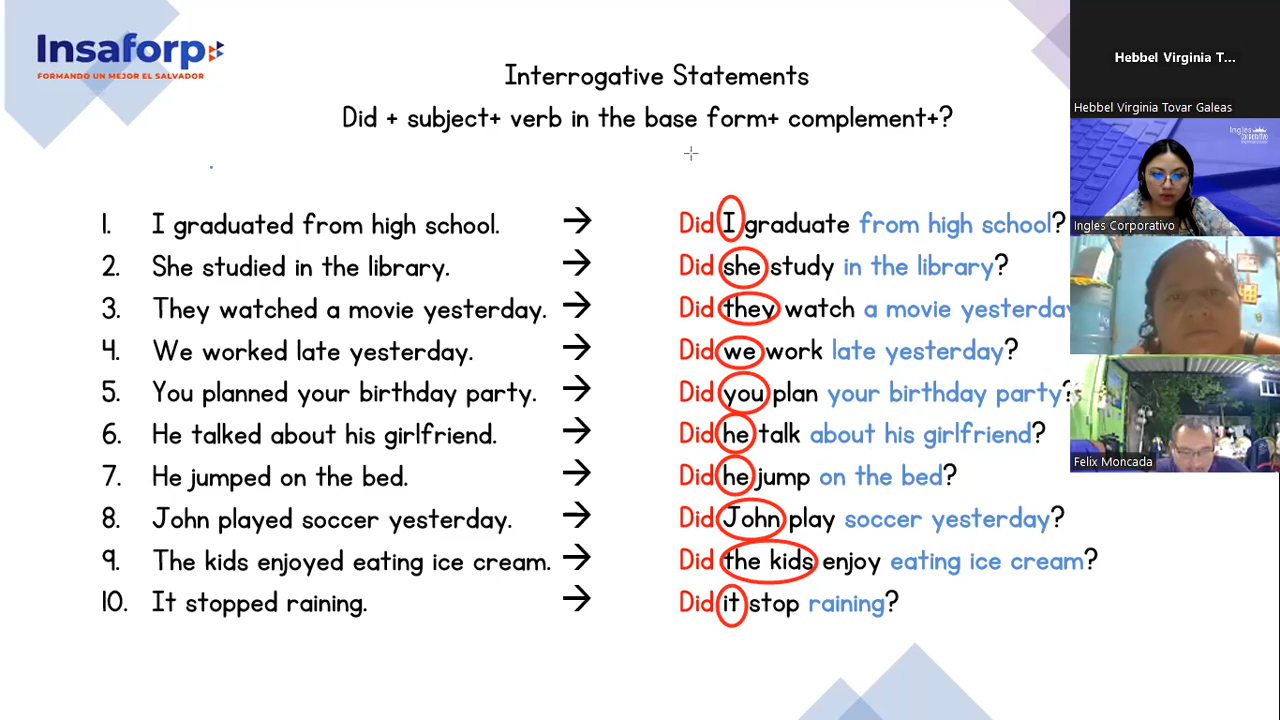 Insaforp
FORMANDO UN MEJOR EL SALVADOR
Interrogative Statements
Did + subject+ verb in the base form+ complement+?
1. I graduated from high school. → Did I graduate from high school?
2. She studied in the library. → Did she study in the library?
3. They watched a movie yesterday. → Did they watch a movie yesterday
4. We worked late yesterday. → Did we work late yesterday?
5. You planned your birthday party. → Did you plan your birthday party?
6. He talked about his girlfriend. → Did he talk about his girlfriend?
7. He jumped on the bed. → Did he jump on the bed?
8. John played soccer yesterday. → Did John play soccer yesterday?
9. The kids enjoyed eating ice cream. → Did the kids enjoy eating ice cream?
10. It stopped raining. → Did it stop raining?
Hebbel Virginia T...
Hebbel Virginia Tovar Galeas
Ingles
Ingles Corporativo
Felix Moncada